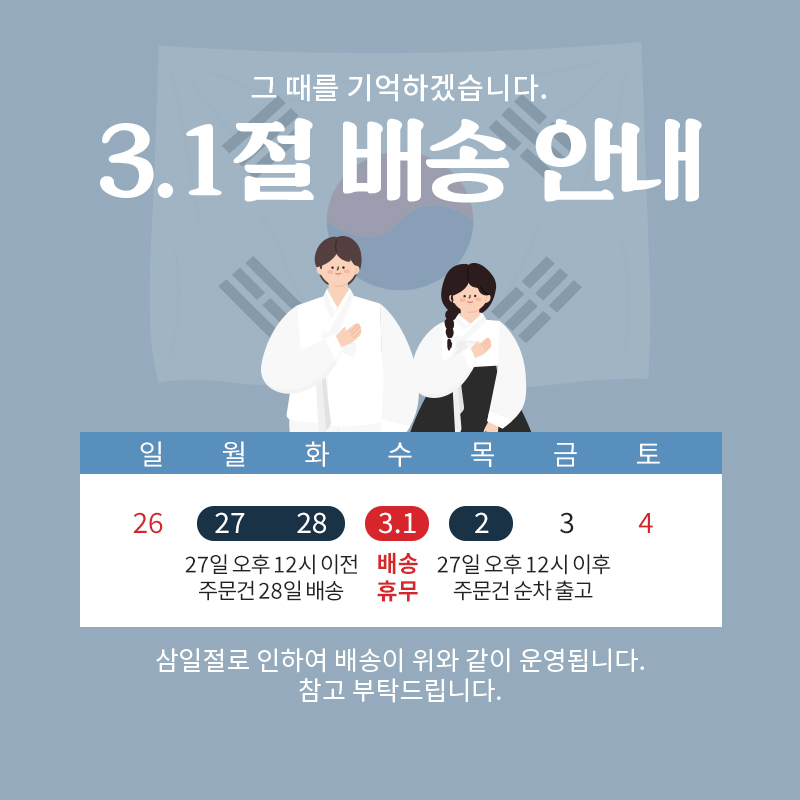 그 때를 기억하겠습니다.
3.1절 배송 안내
일 월 화 수 목 금 토
26 27 28 3.1 2 3 4
27일 오후 12시 이전 배송 27일 오후 12시 이후
주문건 28일 배송 휴무 주문건 순차 출고
삼일절로 인하여 배송이 위와 같이 운영됩니다.
참고 부탁드립니다.